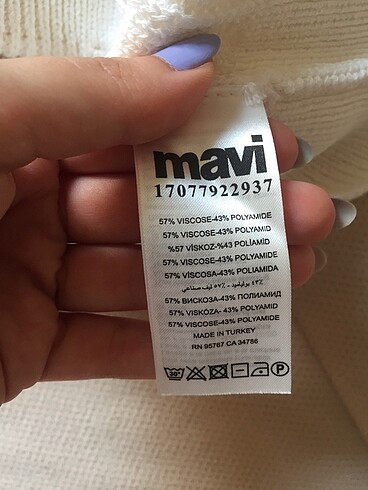 mavi
17077922937
57% VISCOSE-43% POLYAMIDE
57% VISCOSE-43% POLYAMID
%57 VİSKOZ-%43 POLİAMİD
57% VISCOSE-43% POLYAMIDE
57% VISCOSA-43% POLIAMIDA
57% ВИСКОЗА- 43% ПОЛИАМИД
57% VISKÓZA- 43% POLYAMID
57% VISCOSE-43% POLYAMIDE
MADE IN TURKEY
RN 95767 CA 34786
30°
P